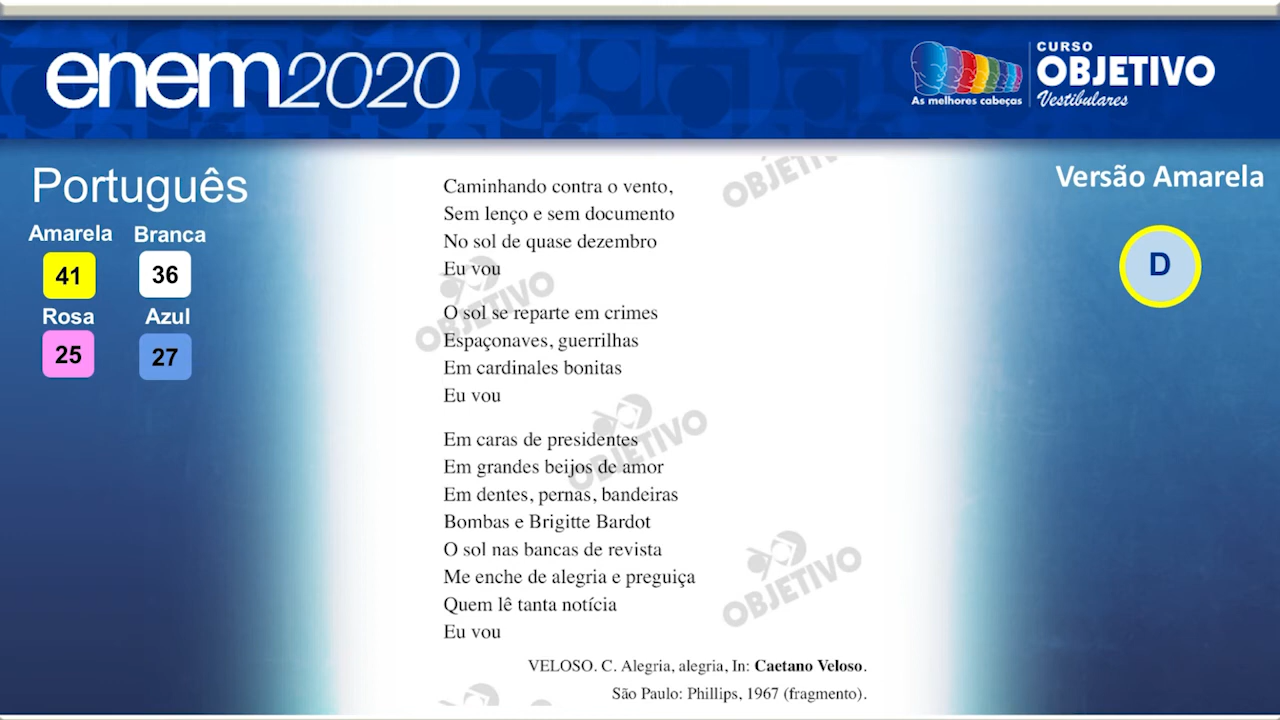 enem2020
As melhores cabeças
CURSO
OBJETIVO
Vestibulares
Português
Amarela Branca
41 36
Rosa Azul
25 27
Versão Amarela
D
Caminhando contra o vento,
Sem lenço e sem documento
No sol de quase dezembro
Eu vou
O sol se reparte em crimes
Espaçonaves, guerrilhas
Em cardinales bonitas
Eu vou
Em caras de presidentes
Em grandes beijos de amor
Em dentes, pernas, bandeiras
Bombas e Brigitte Bardot
O sol nas bancas de revista
Me enche de alegria e preguiça
Quem lê tanta notícia
Eu vou
VELOSO. C. Alegria, alegria, In: Caetano Veloso.
São Paulo: Phillips, 1967 (fragmento).
OBJETIVO
OBJETIVO
OBJETIVO
OBJETIVO